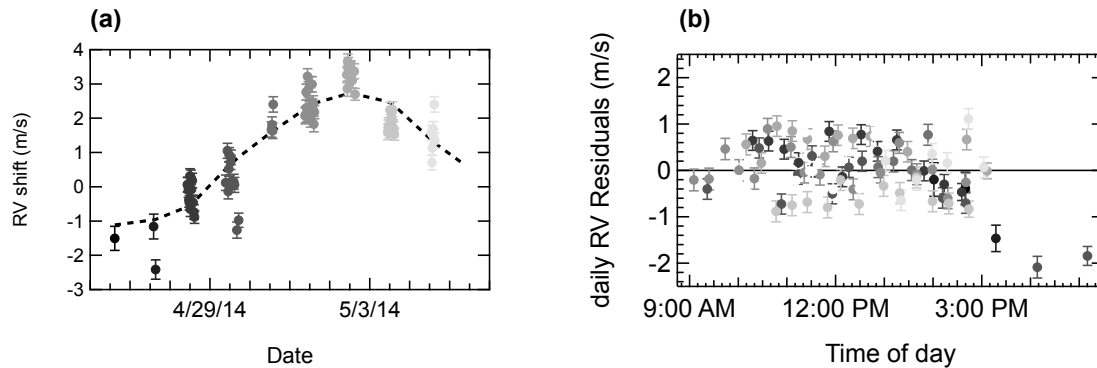 (a)
RV shift (m/s)
4
3
2
1
0
-1
-2
-3
4/29/14
5/3/14
Date
(b)
daily RV Residuals (m/s)
2
1
0
-1
-2
9:00 AM
12:00 PM
3:00 PM
Time of day